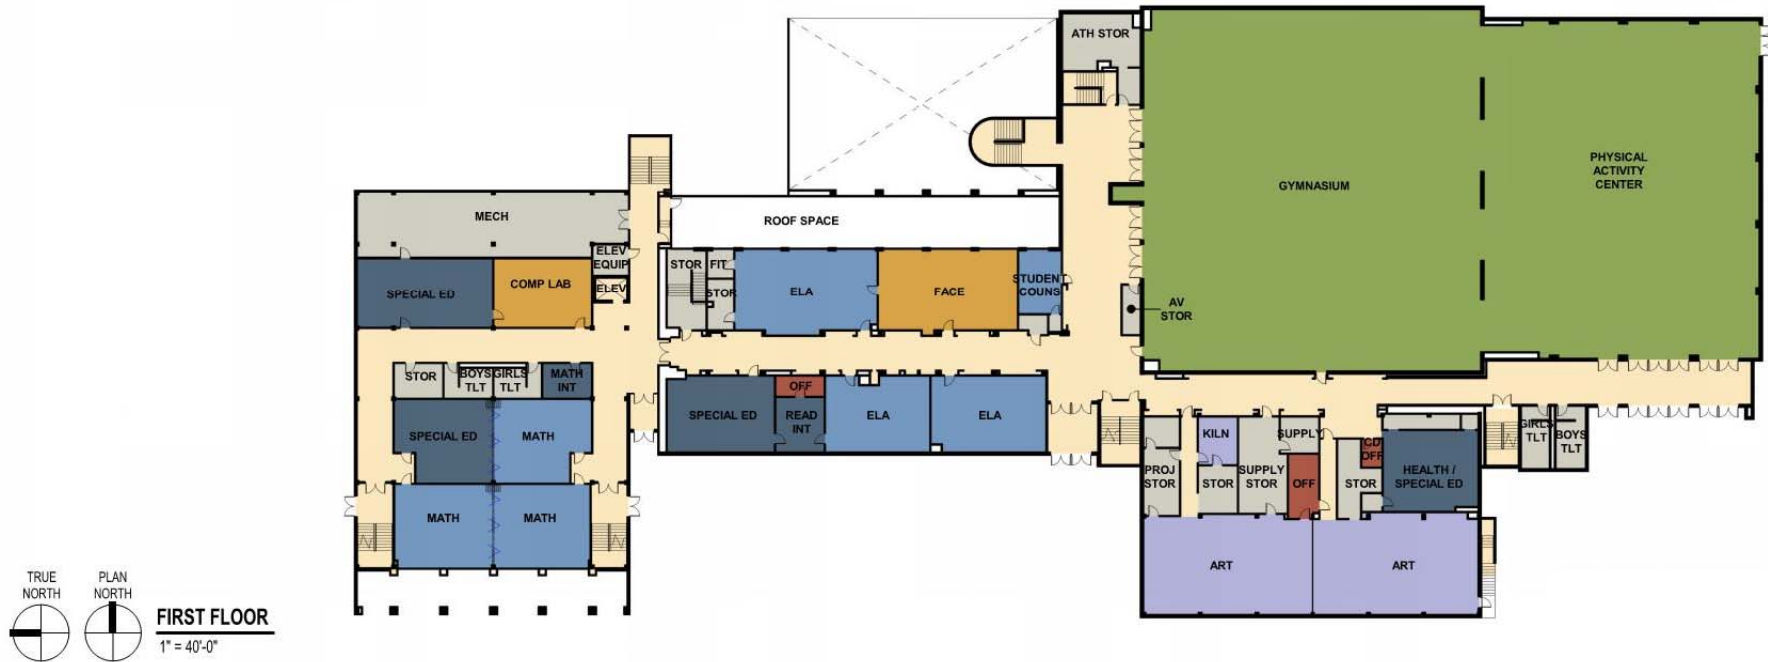 ATH STOR
GYMNASIUM
PHYSICAL
ACTIVITY
CENTER
MECH
ROOF SPACE
ELEV
EQUIP
ELEV
SPECIAL ED
COMP LAB
STOR
FIT
STOR
ELA
FACE
STUDENT
COUNS
AV
STOR
STOR
BOYS
TLT
GIRLS
TLT
MATH
INT
SPECIAL ED
MATH
MATH
MATH
SPECIAL ED
OFF
READ
INT
ELA
ELA
PROJ
STOR
KILN
STOR
SUPPLY
STOR
SUPPLY
OFF
STOR
CD
OFF
HEALTH /
SPECIAL ED
GIRLS
TLT
BOYS
TLT
ART
ART
TRUE
NORTH
PLAN
NORTH
FIRST FLOOR
1" = 40'-0"